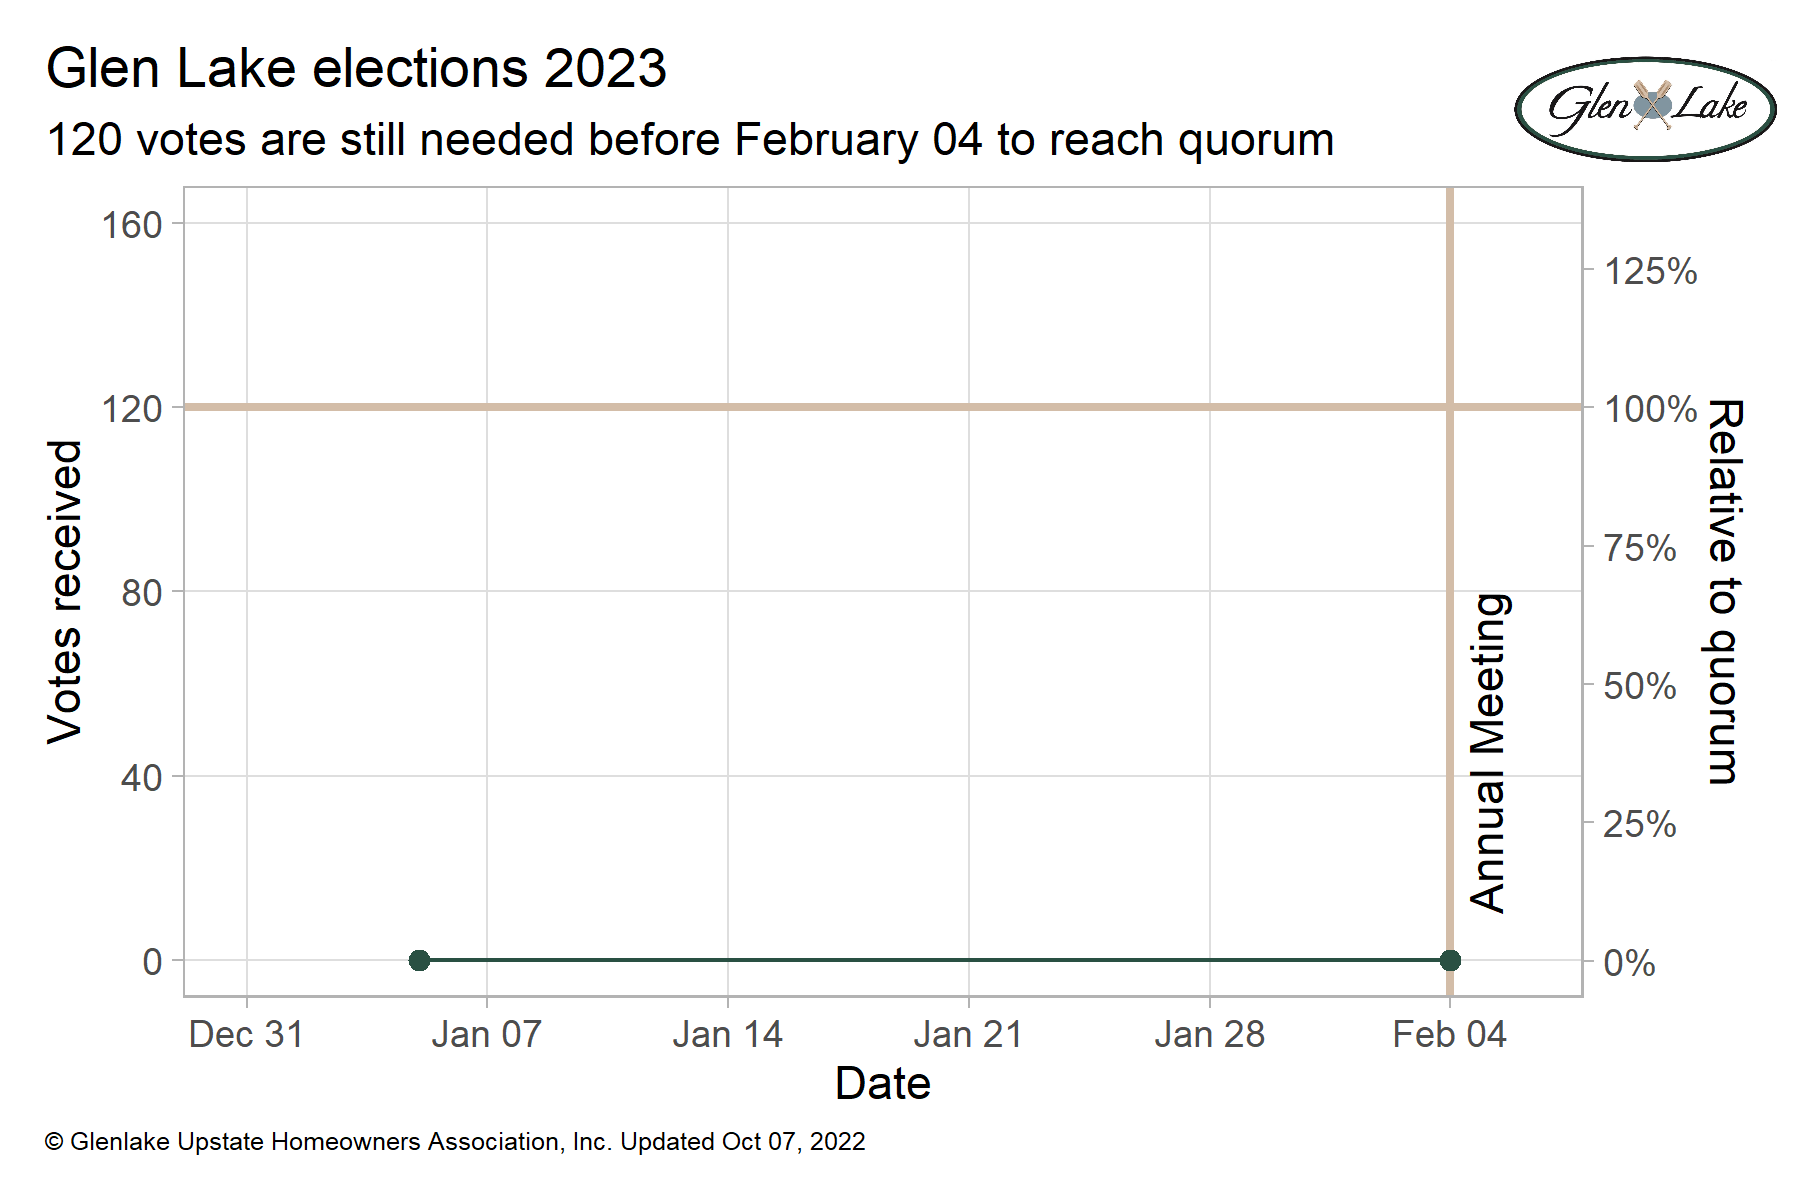 Glen Lake elections 2023
120 votes are still needed before February 04 to reach quorum
Glen Lake
160
120
80
40
0
Votes received
125%
100%
75%
50%
25%
0%
Relative to quorum
Annual Meeting
Dec 31
Jan 07
Jan 14
Jan 21
Jan 28
Feb 04
Date
© Glenlake Upstate Homeowners Association, Inc. Updated Oct 07, 2022